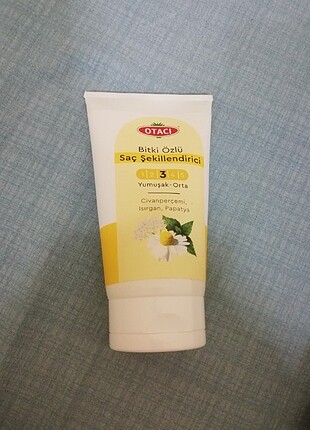 OTACI
Bitki Özlü
Saç Şekillendirici
1 2 3 4 5
Yumuşak-Orta
Civanperçemi,
Isırgan, Papatya